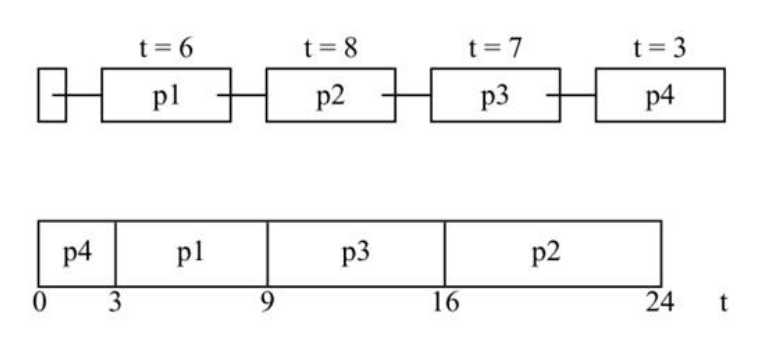 t = 6 t = 8 t = 7 t = 3
p1 p2 p3 p4
p4 p1 p3 p2
0 3 9 16 24 t